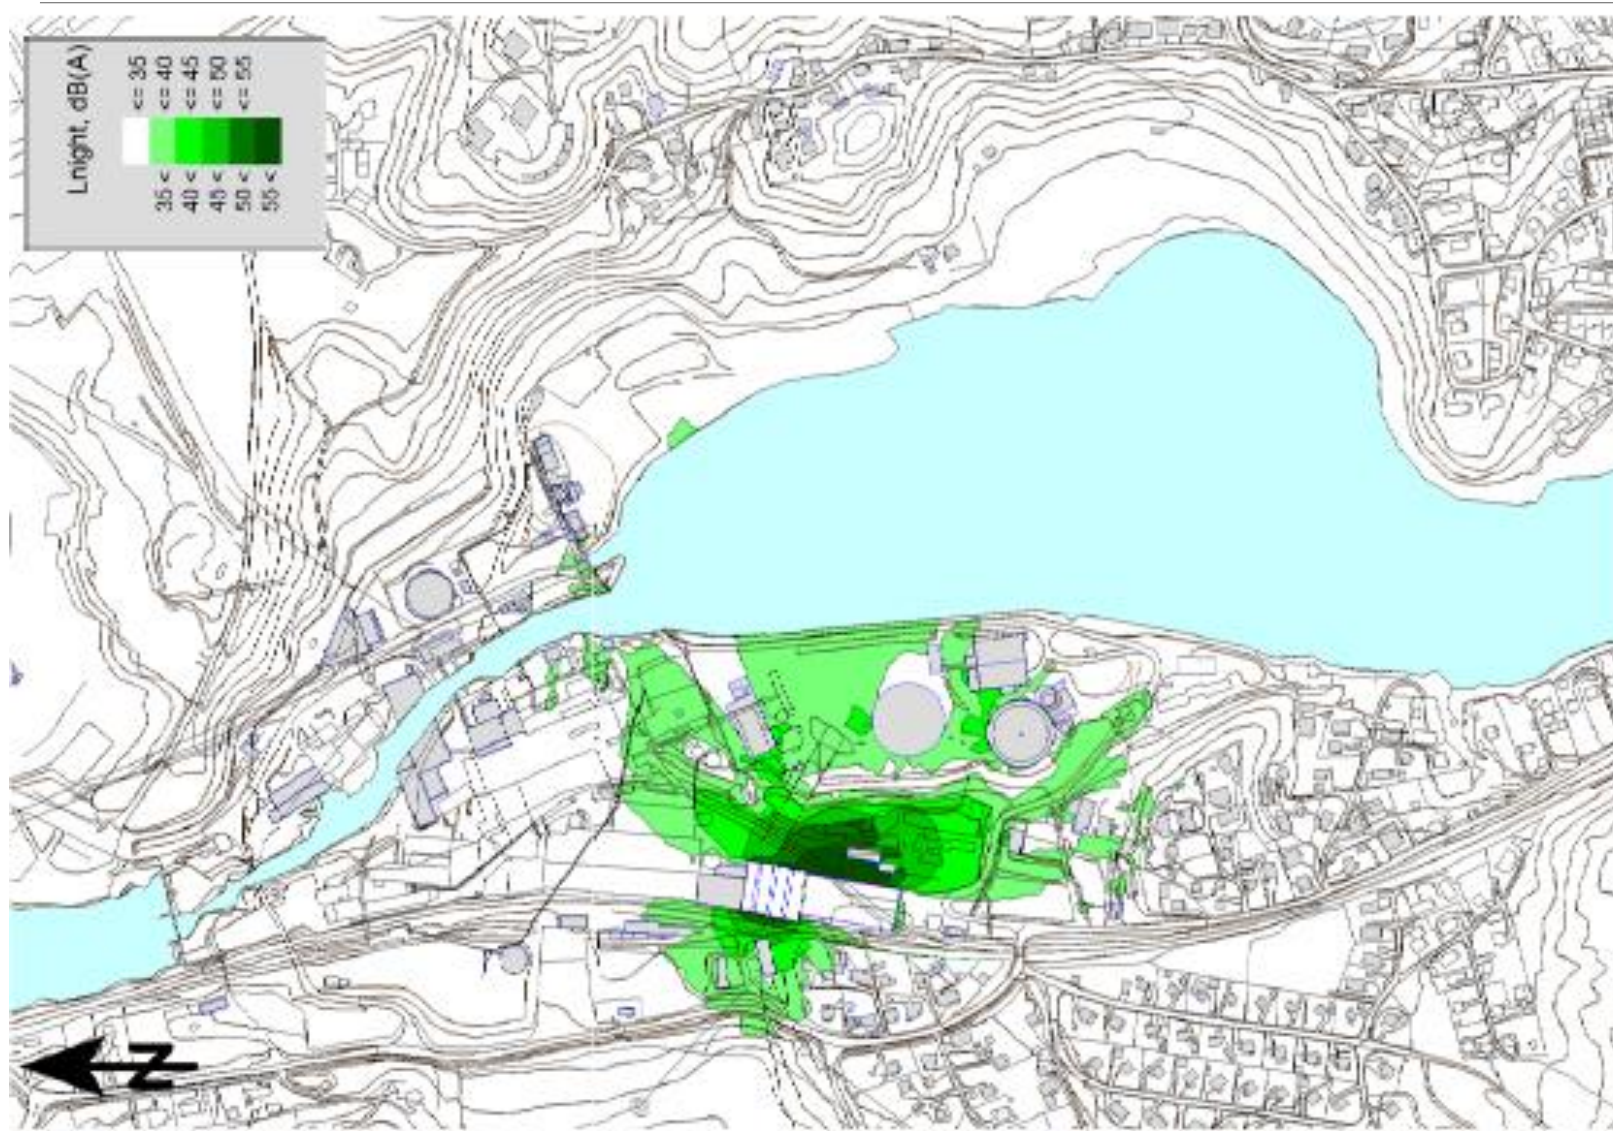 Lnight, dB(A)
<= 35
35 < <= 40
40 < <= 45
45 < <= 50
50 < <= 55
55 <
N